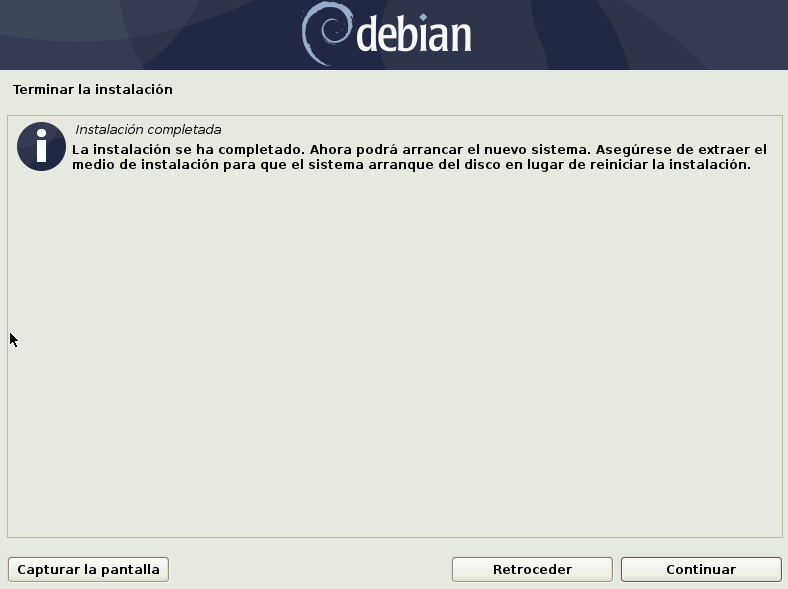 debian
Terminar la instalación
Instalación completada
La instalación se ha completado. Ahora podrá arrancar el nuevo sistema. Asegúrese de extraer el
medio de instalación para que el sistema arranque del disco en lugar de reiniciar la instalación.
Capturar la pantalla
Retroceder
Continuar